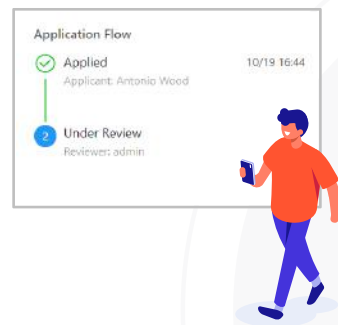 Application Flow
Applied 10/19 16:44
Applicant: Antonio Wood
2 Under Review
Reviewer: admin